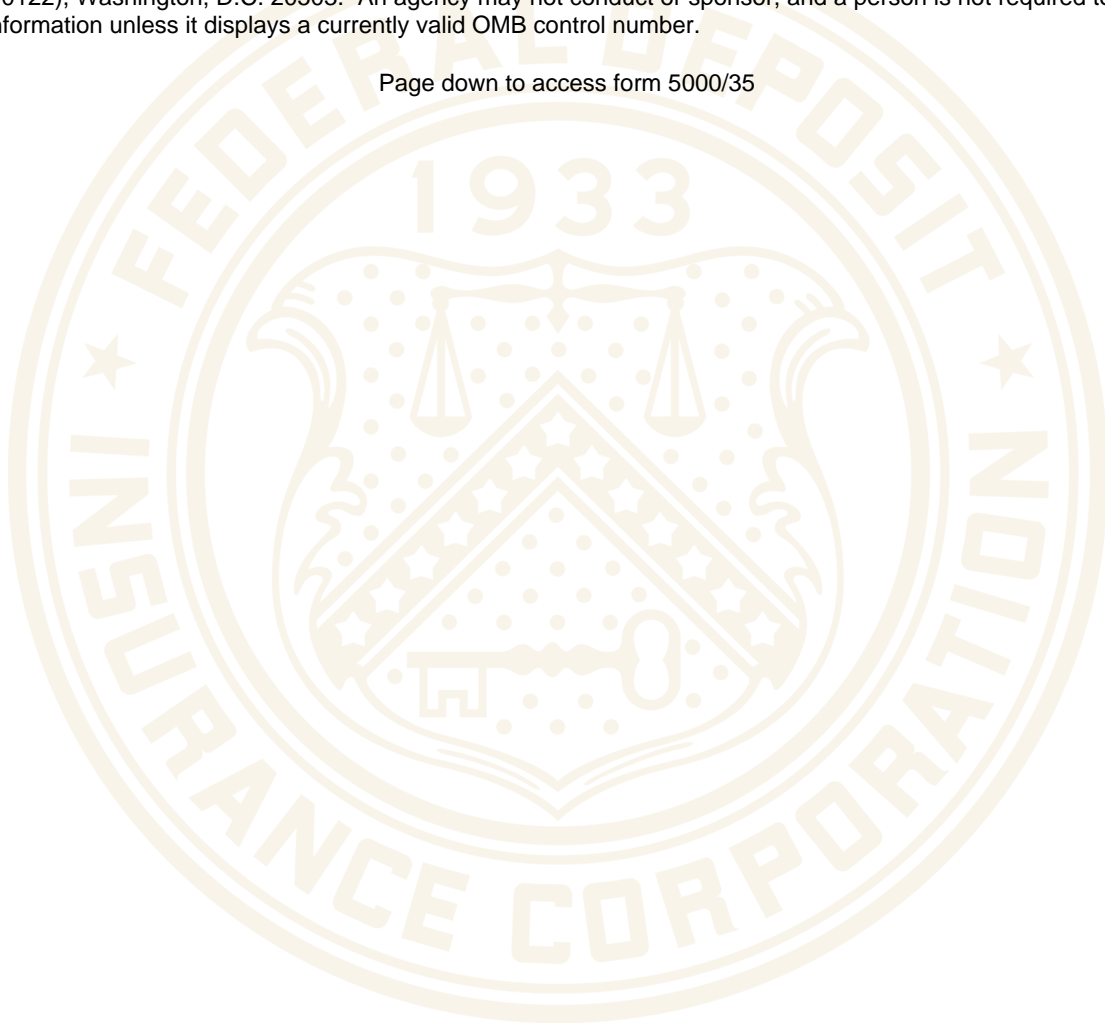 0122), Washington, D.C. 20503. An agency may not conduct or sponsor, and a person is not required to
nformation unless it displays a currently valid OMB control number.
Page down to access form 5000/35
FEDERAL DEPOSIT
1933
INSURANCE CORPORATION